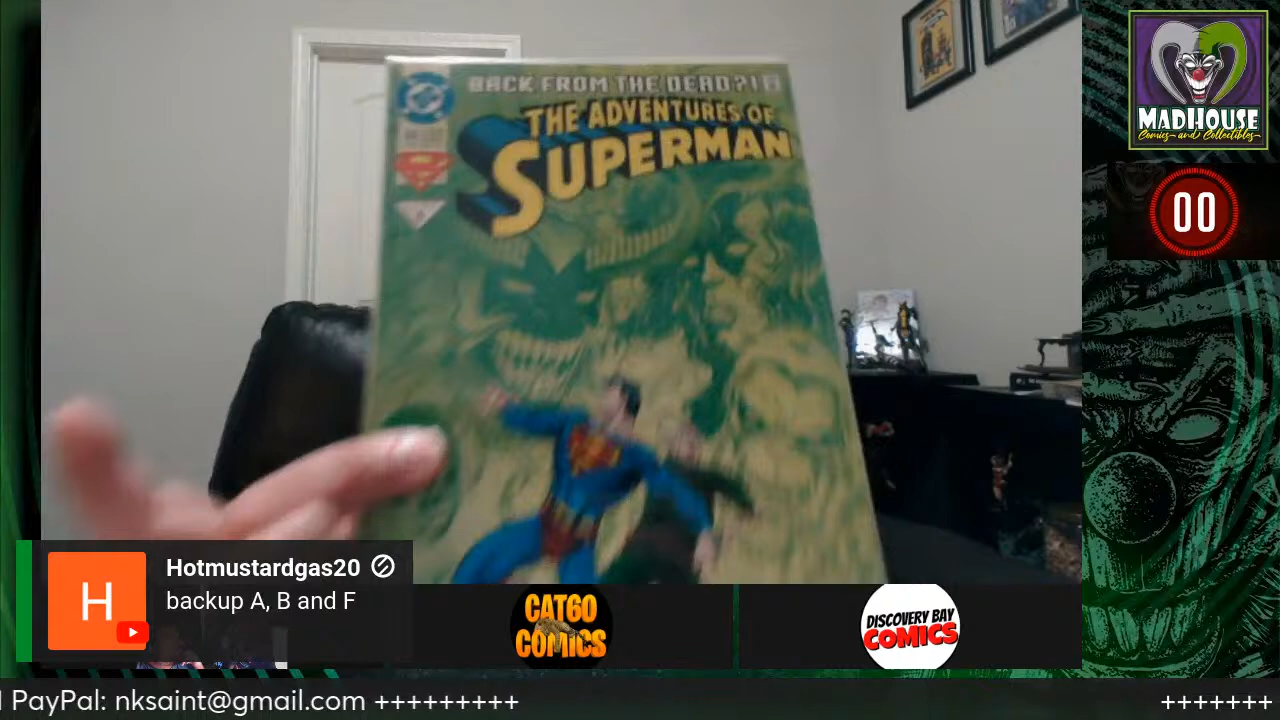 BACK FROM THE DEAD?!
DC
THE ADVENTURES OF
SUPERMAN
MADHOUSE
Comics and Collectibles
00
Hotmustardgas20
backup A, B and F
H
CAT60
COMICS
DISCOVERY BAY
COMICS
PayPal: nksaint@gmail.com +++++++++
+++++++